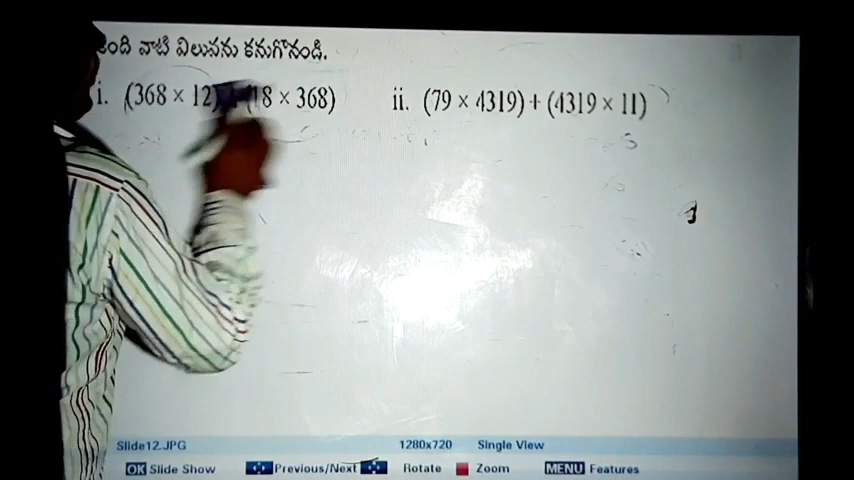 కింది వాటి విలువను కనుగొనండి.
i. (368 × 12) + (18 × 368) ii. (79 × 4319) + (4319 × 11)
Slide12.JPG 1280x720 Single View
OK Slide Show Previous/Next Rotate Zoom MENU Features